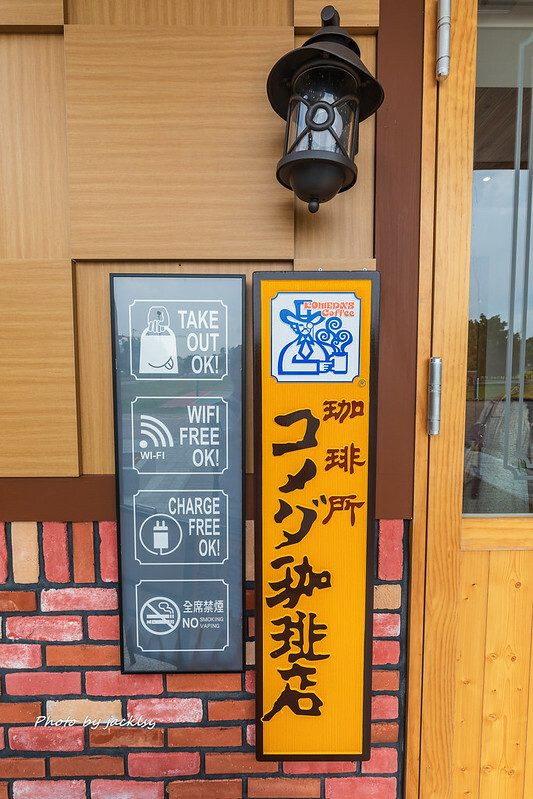 TAKE
OUT
OK!
WIFI
FREE
OK!
WI-FI
CHARGE
FREE
OK!
全席禁煙
NO SMOKING
VAPING
KOMEDA'S
Coffee
珈琲所
コメダ珈琲店
Photo by jacklsy